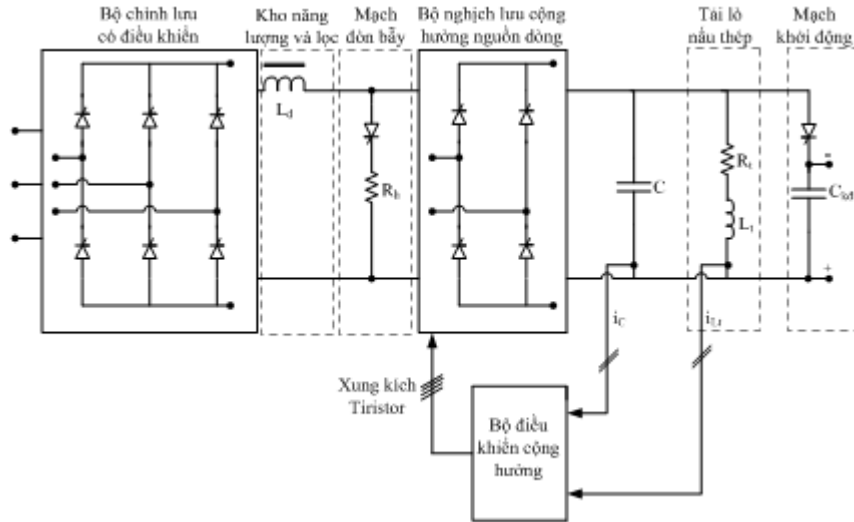 Bộ chỉnh lưu
có điều khiển
Kho năng
lượng và lọc
Mạch
đòn bẫy
Bộ nghịch lưu cộng
hưởng nguồn dòng
Tải lò
nấu thép
Mạch
khởi động
Ld
Rh
C
Rt
Lt
Ckđ
-
+
iC
iLt
Xung kích
Tiristor
Bộ điều
khiển cộng
hưởng